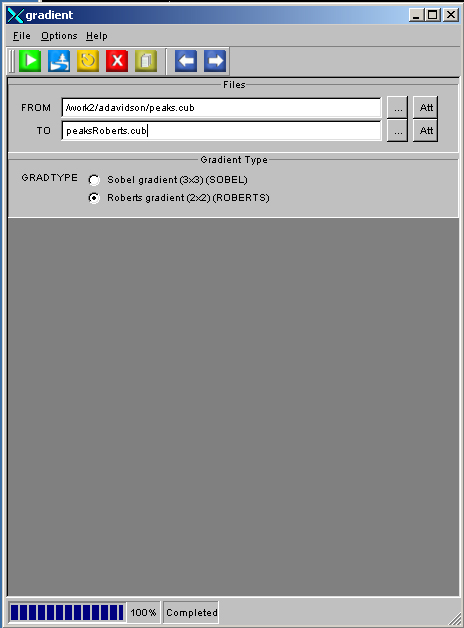 gradient
File Options Help
Files
FROM /work2/adavidson/peaks.cub ... Att
TO peaksRoberts.cub ... Att
Gradient Type
GRADTYPE Sobel gradient (3x3) (SOBEL)
Roberts gradient (2x2) (ROBERTS)
100% Completed